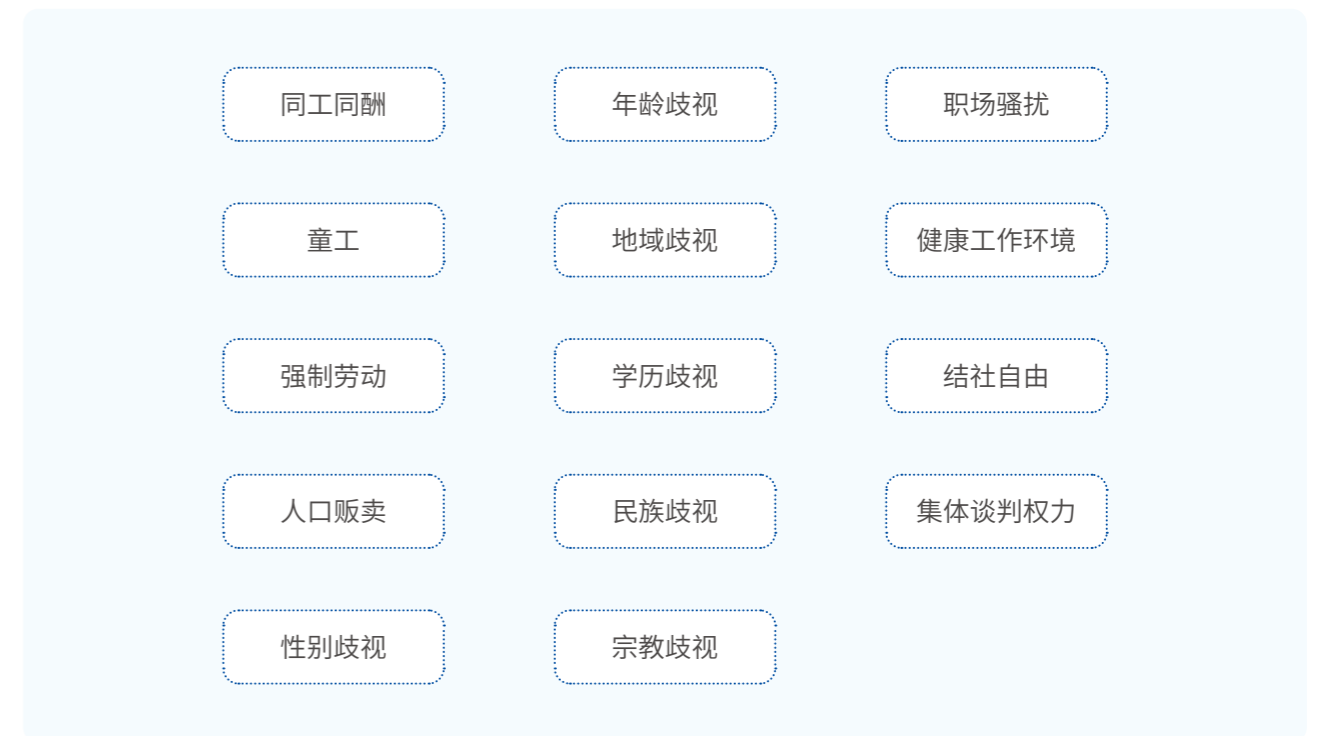 同工同酬
年龄歧视
职场骚扰
童工
地域歧视
健康工作环境
强制劳动
学历歧视
结社自由
人口贩卖
民族歧视
集体谈判权力
性别歧视
宗教歧视